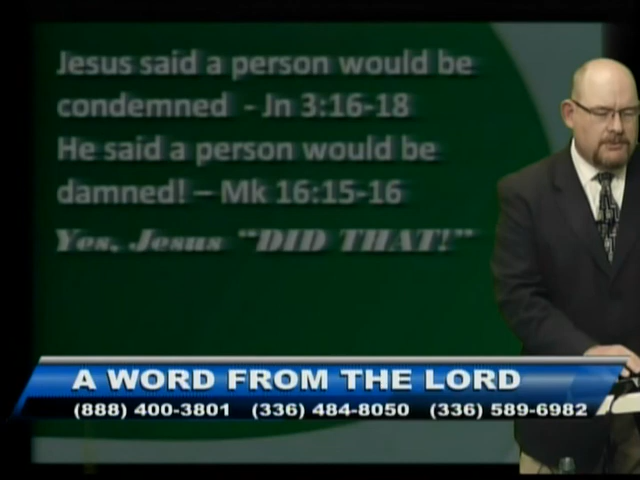 Jesus said a person would be
condemned - Jn 3:16-18
He said a person would be
damned! – Mk 16:15-16
Yes, Jesus “DID THAT!”
A WORD FROM THE LORD
(888) 400-3801 (336) 484-8050 (336) 589-6982